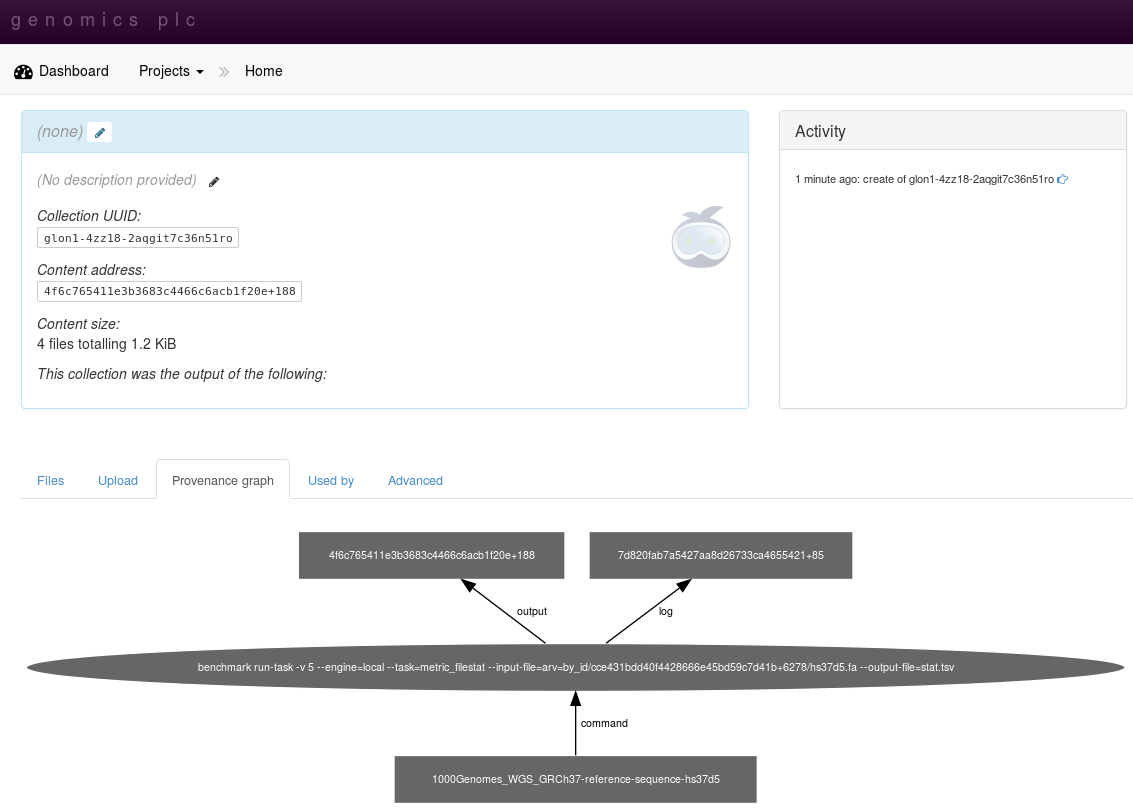 genomics plc
Dashboard Projects Home
(none)
(No description provided)
Collection UUID:
glon1-4zz18-2aqgit7c36n51ro
Content address:
4f6c765411e3b3683c4466c6acb1f20e+188
Content size:
4 files totalling 1.2 KiB
This collection was the output of the following:
Activity
1 minute ago: create of glon1-4zz18-2aqgit7c36n51ro
Files Upload Provenance graph Used by Advanced
4f6c765411e3b3683c4466c6acb1f20e+188 7d820fab7a5427aa8d26733ca4655421+85
output log
benchmark run-task -v 5 --engine=local --task=metric_filestat --input-file=arv=by_id/cce431bdd40f4428666e45bd59c7d41b+6278/hs37d5.fa --output-file=stat.tsv
command
1000Genomes_WGS_GRCh37-reference-sequence-hs37d5